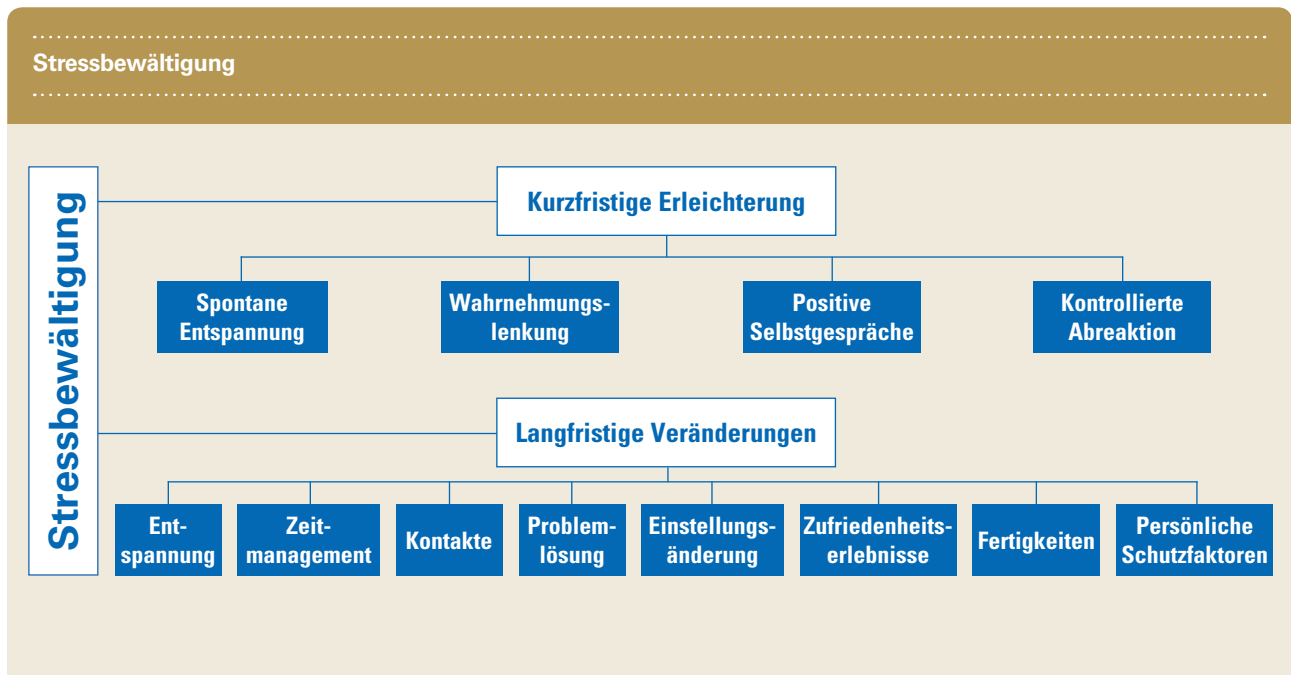 Stressbewältigung
Stressbewältigung
Kurzfristige Erleichterung
Spontane
Entspannung
Wahrnehmungs-
lenkung
Positive
Selbstgespräche
Kontrollierte
Abreaktion
Langfristige Veränderungen
Ent-
spannung
Zeit-
management
Kontakte
Problem-
lösung
Einstellungs-
änderung
Zufriedenheits-
erlebnisse
Fertigkeiten
Persönliche
Schutzfaktoren